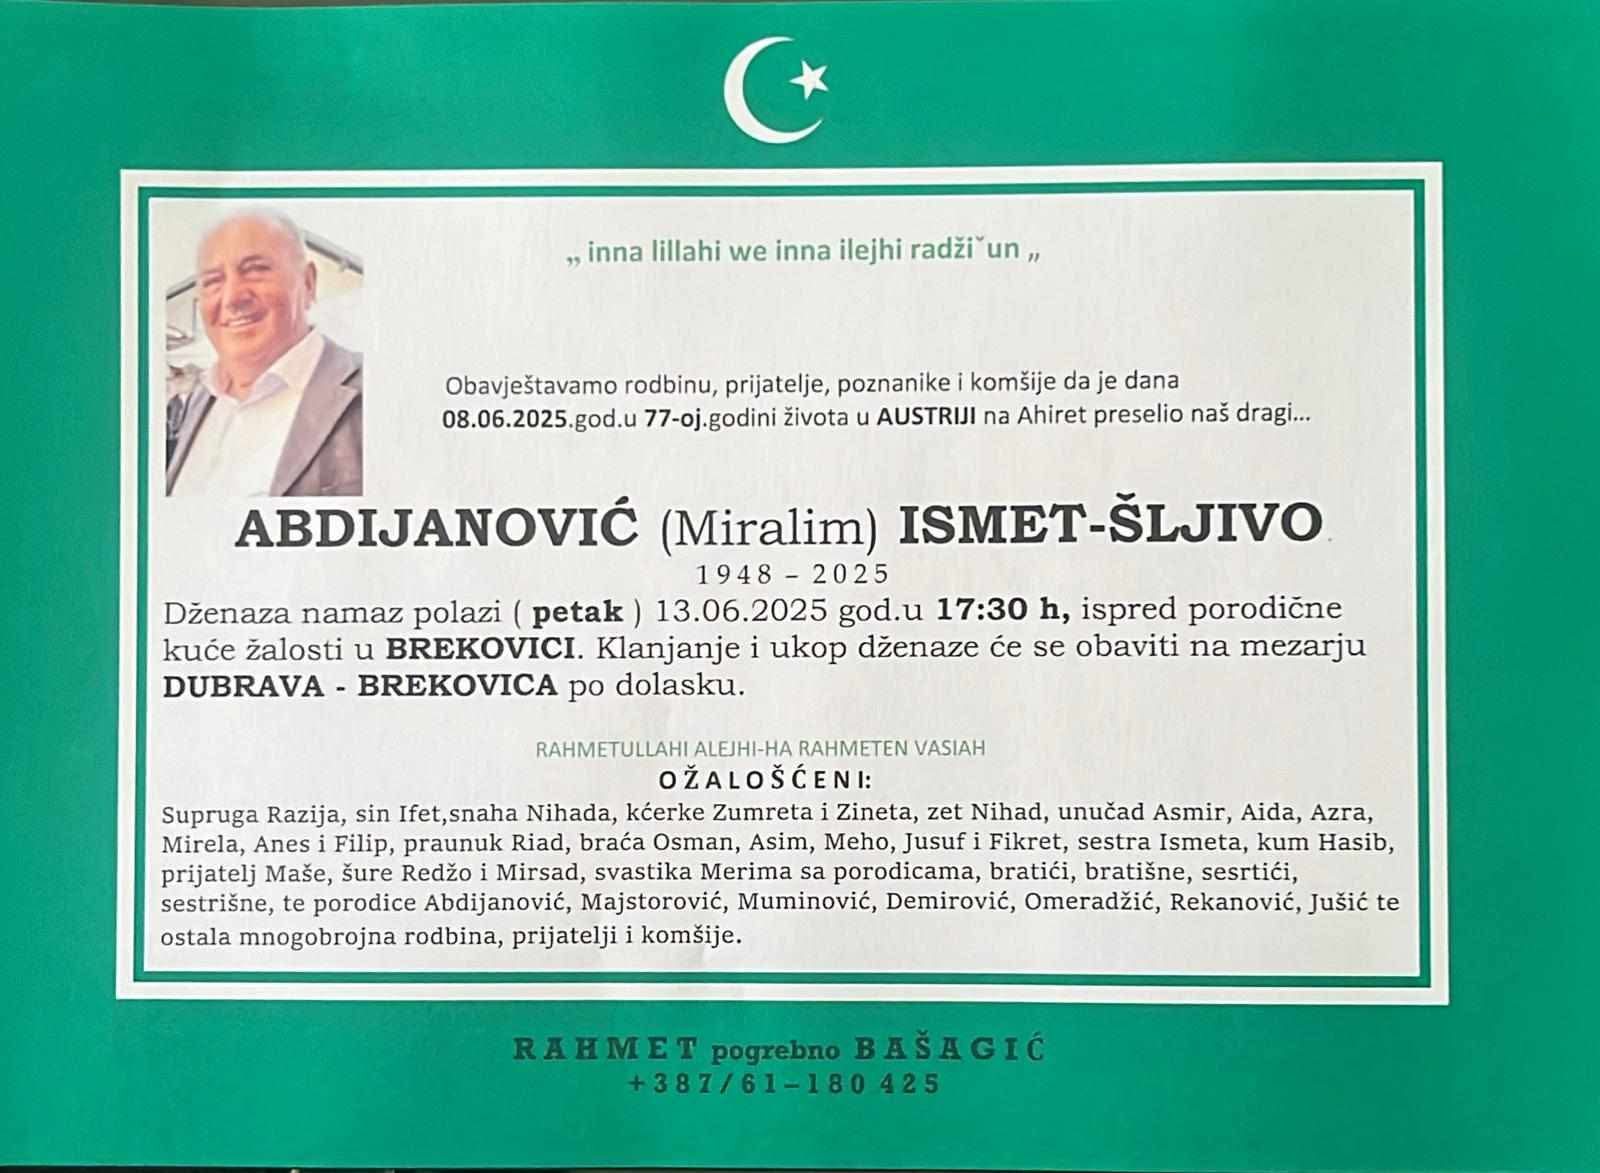 „ inna lillahi we inna ilejhi radžiˇun „
Obavještavamo rodbinu, prijatelje, poznanike i komšije da je dana
08.06.2025.god.u 77-oj.godini života u AUSTRIJI na Ahiret preselio naš dragi...
ABDIJANOVIĆ (Miralim) ISMET-ŠLJIVO.
1948 – 2025
Dženaza namaz polazi ( petak ) 13.06.2025 god.u 17:30 h, ispred porodične
kuće žalosti u BREKOVICI. Klanjanje i ukop dženaze će se obaviti na mezarju
DUBRAVA - BREKOVICA po dolasku.
RAHMETULLAHI ALEJHI-HA RAHMETEN VASIAH
OŽALOŠĆENI:
Supruga Razija, sin Ifet,snaha Nihada, kćerke Zumreta i Zineta, zet Nihad, unučad Asmir, Aida, Azra,
Mirela, Anes i Filip, praunuk Riad, braća Osman, Asim, Meho, Jusuf i Fikret, sestra Ismeta, kum Hasib,
prijatelj Maše, šure Redžo i Mirsad, svastika Merima sa porodicama, bratići, bratišne, sesrtići,
sestrišne, te porodice Abdijanović, Majstorović, Muminović, Demirović, Omeradžić, Rekanović, Jušić te
ostala mnogobrojna rodbina, prijatelji i komšije.
RAHMET pogrebno BAŠAGIĆ
+387/61–180 425